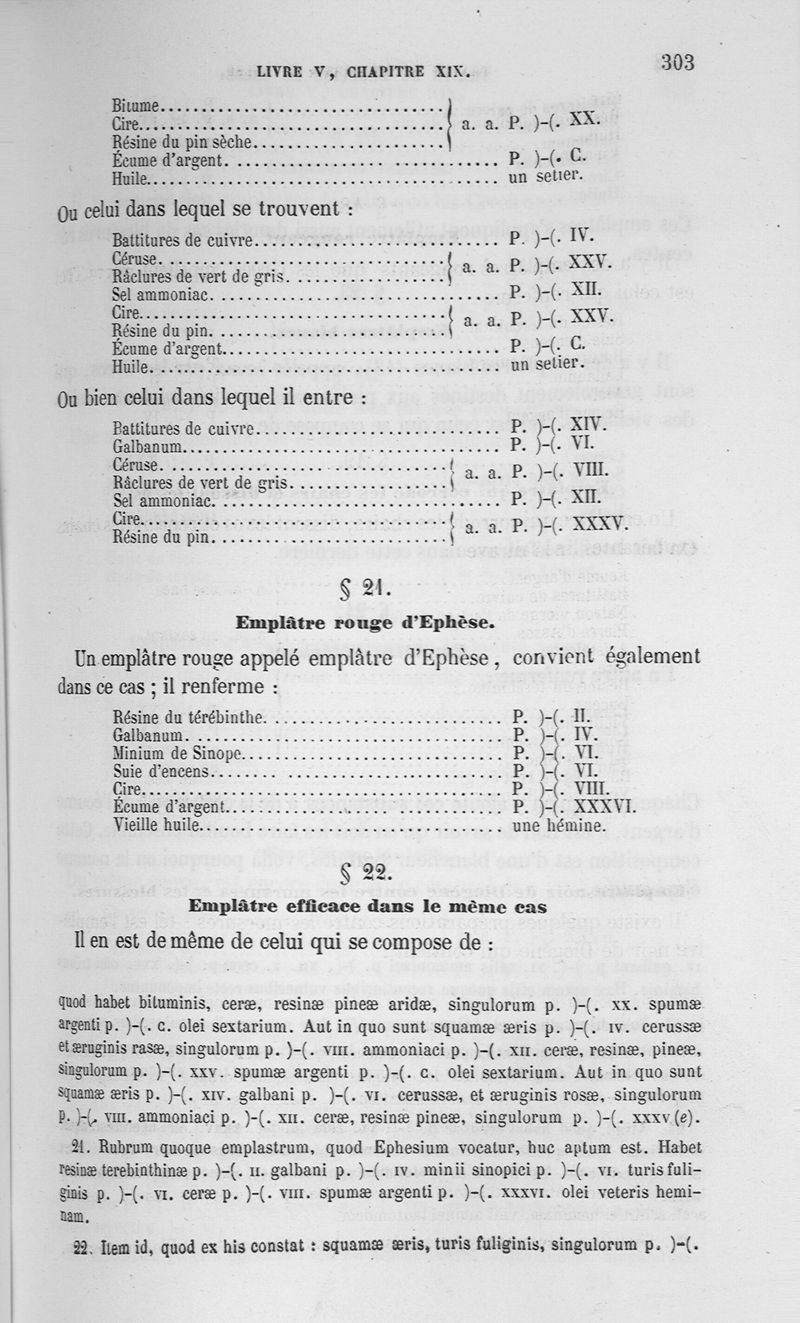 LIVRE V, CHAPITRE XIX. 303
Bitume
Cire
Résine du pin sèche
a. a. P. )-(. XX.
Écume d'argent P. )-(. C.
Huile un setier.
Ou celui dans lequel se trouvent :
Battitures de cuivre P. )-(. IV.
Céruse
Râclures de vert de gris
a. a. P. )-(. XXV.
Sel ammoniac P. )-(. XII.
Cire
Résine du pin
a. a. P. )-(. XXV.
Écume d'argent P. )-(. C.
Huile un setier.
Ou bien celui dans lequel il entre :
Battitures de cuivre P. )-(. XIV.
Galbanum P. )-(. VI.
Céruse
Râclures de vert de gris
a. a. P. )-(. VIII.
Sel ammoniac P. )-(. XII.
Cire
Résine du pin
a. a. P. )-(. XXXV.
§ 21.
Emplâtre rouge d'Ephèse.
Un emplâtre rouge appelé emplâtre d'Ephèse, convient également
dans ce cas ; il renferme :
Résine du térébinthe P. )-(. II.
Galbanum P. )-(. IV.
Minium de Sinope P. )-(. VI.
Suie d'encens P. )-(. VI.
Cire P. )-(. VIII.
Écume d'argent P. )-(. XXXVI.
Vieille huile une hémine.
§ 22.
Emplâtre efficace dans le même cas
Il en est de même de celui qui se compose de :
quod habet bituminis, ceræ, resinæ pineæ aridæ, singulorum p. )-(. xx. spumæ
argenti p. )-(. c. olei sextarium. Aut in quo sunt squamæ æris p. )-(. iv. cerussæ
et æruginis rasæ, singulorum p. )-(. viii. ammoniaci p. )-(. xii. ceræ, resinæ, pineæ,
singulorum p. )-(. xxv. spumæ argenti p. )-(. c. olei sextarium. Aut in quo sunt
squamæ æris p. )-(. xiv. galbani p. )-(. vi. cerussæ, et æruginis rosæ, singulorum
p. )-(. viii. ammoniaci p. )-(. xii. ceræ, resinæ pineæ, singulorum p. )-(. xxxv (e).
21. Rubrum quoque emplastrum, quod Ephesium vocatur, huc aptum est. Habet
resinæ terebinthinæ p. )-(. ii. galbani p. )-(. iv. minii sinopici p. )-(. vi. turis fuli-
ginis p. )-(. vi. ceræ p. )-(. viii. spumæ argenti p. )-(. xxxvi. olei veteris hemi-
nam.
22. Item id, quod ex his constat : squamæ æris, turis fuliginis, singulorum p. )-(.